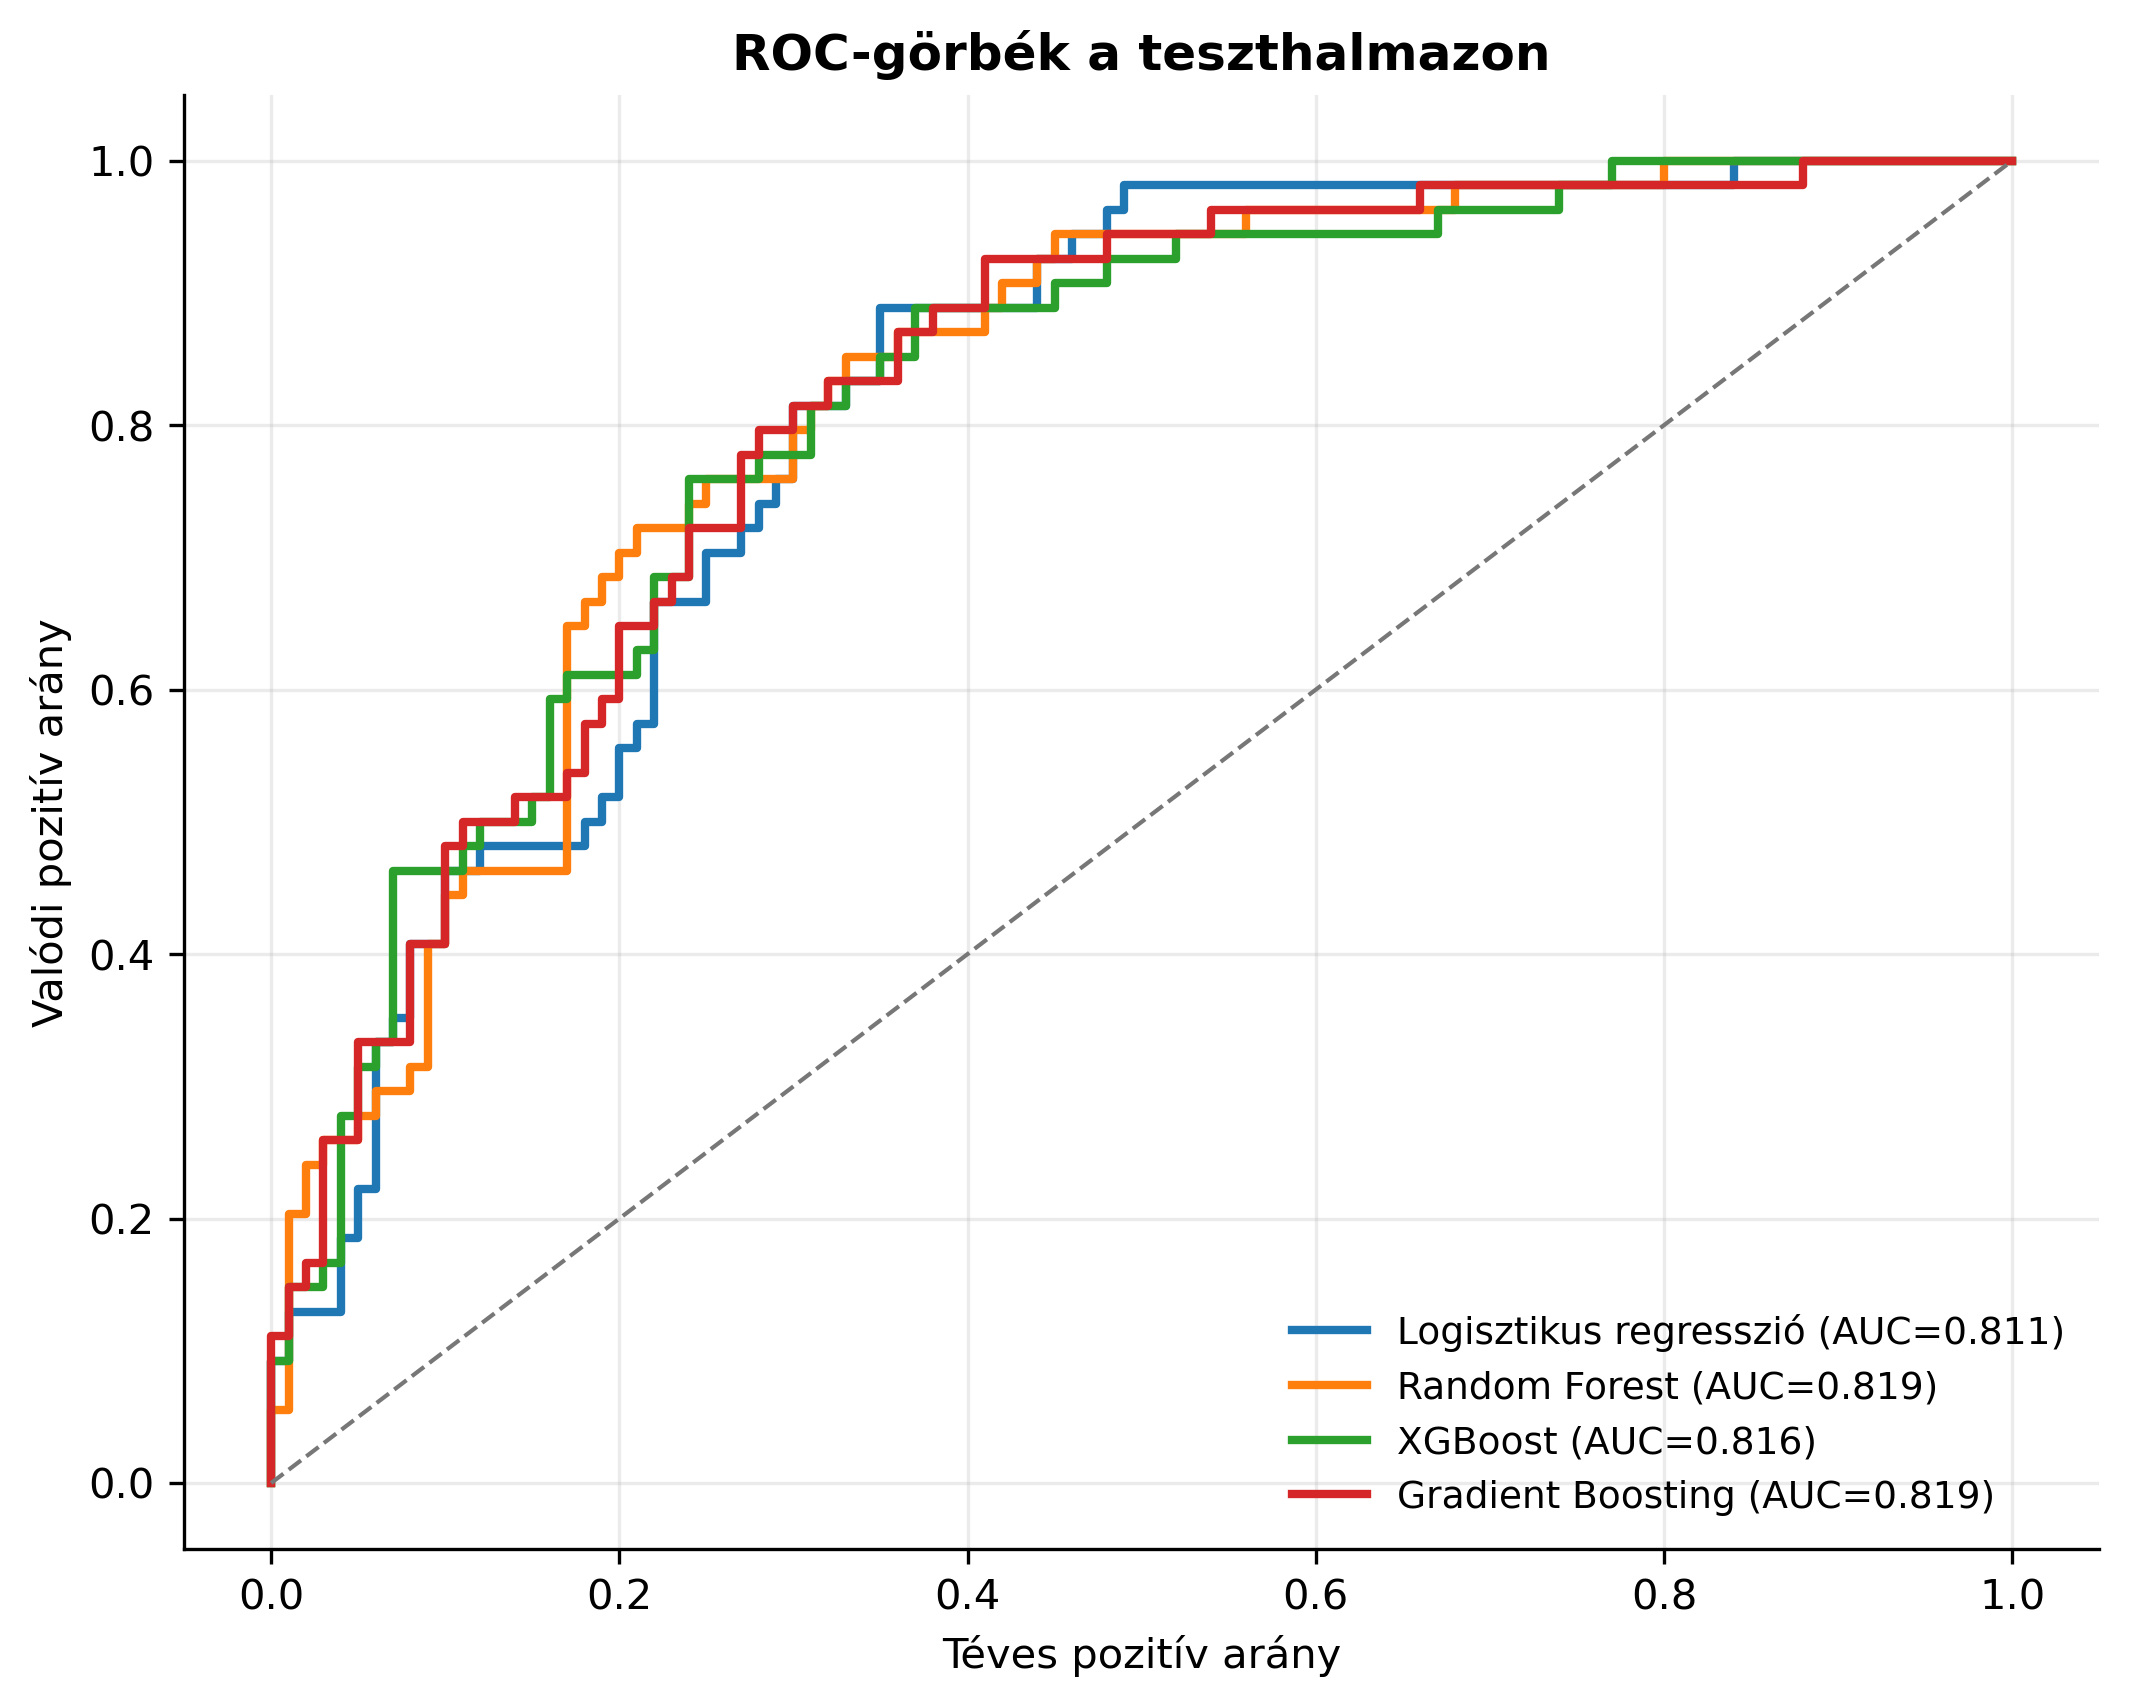 ROC-görbék a teszthalmazon
Valódi pozitív arány
1.0
0.8
0.6
0.4
0.2
0.0
Logisztikus regresszió (AUC=0.811)
Random Forest (AUC=0.819)
XGBoost (AUC=0.816)
Gradient Boosting (AUC=0.819)
0.0 0.2 0.4 0.6 0.8 1.0
Téves pozitív arány